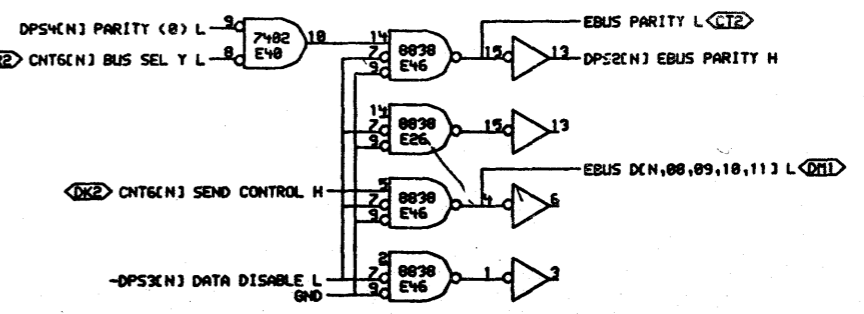 DPS4[N] PARITY (0) L
9
8
7402
E40
10
R2> CNT6[N] BUS SEL Y L
14
7
9
8838
E46
15
13
EBUS PARITY L <CT2>
DPS2[N] EBUS PARITY H
14
7
9
8838
E26
15
13
EBUS D[N,08,09,10,11] L <DM1>
<DK2> CNT6[N] SEND CONTROL H
5
7
9
8838
E46
4
6
-DPS3[N] DATA DISABLE L
GND
2
7
9
8838
E46
1
3